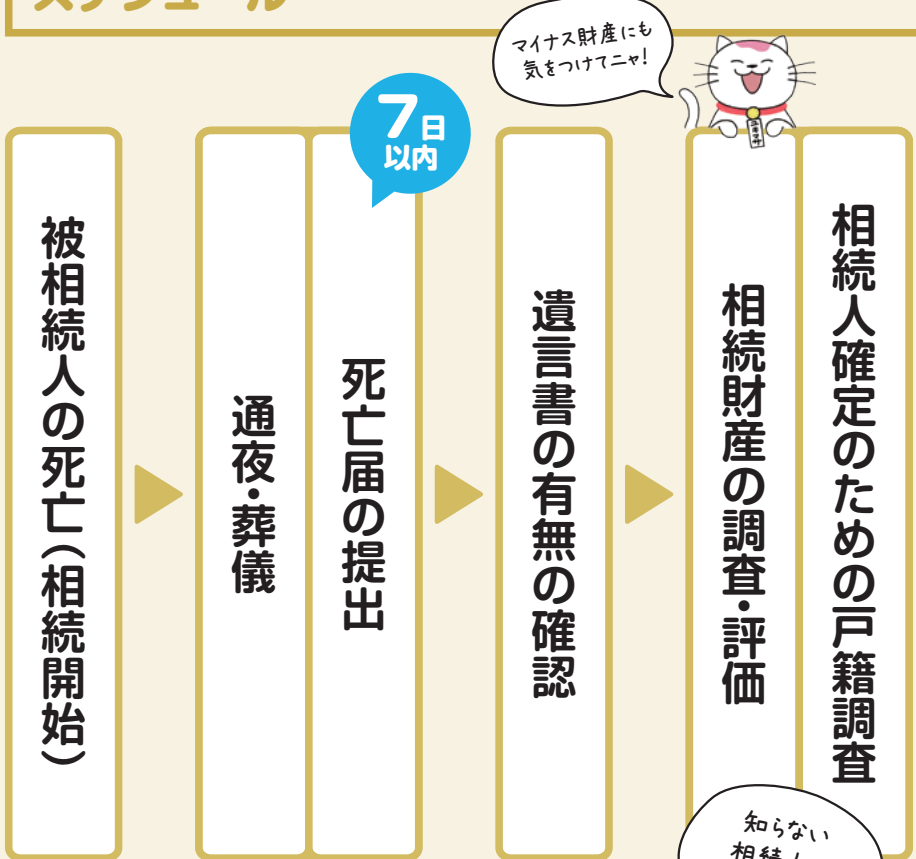 スケジュール
マイナス財産にも
気をつけてニャ!
7日
以内
被相続人の死亡(相続開始)
通夜・葬儀
死亡届の提出
遺言書の有無の確認
相続財産の調査・評価
相続人確定のための戸籍調査
知らない